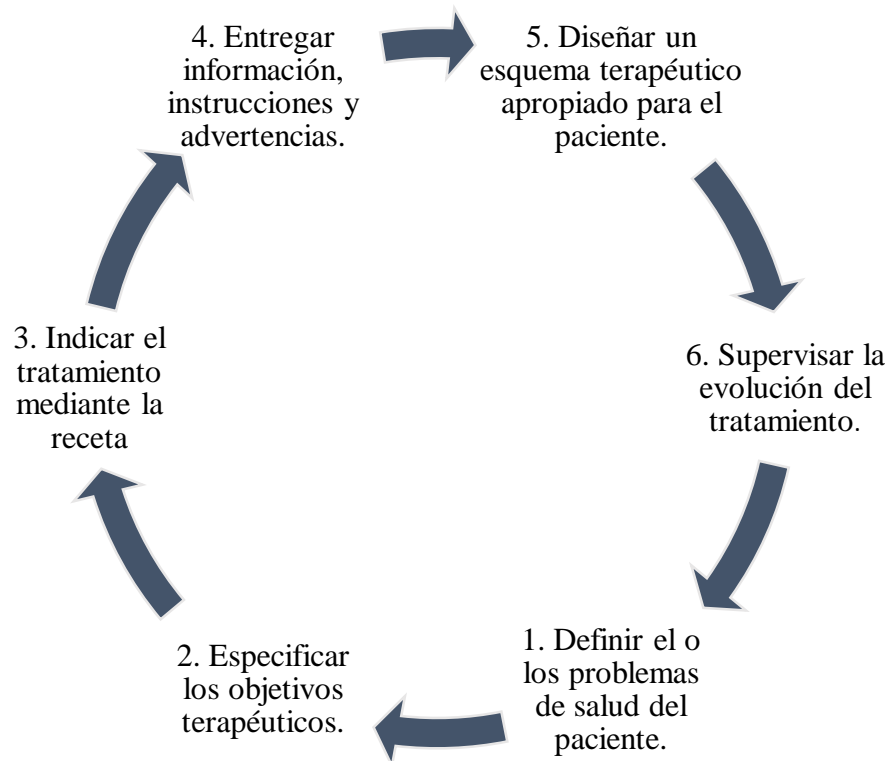 4. Entregar
información,
instrucciones y
advertencias.
5. Diseñar un
esquema terapéutico
apropiado para el
paciente.
3. Indicar el
tratamiento
mediante la
receta
6. Supervisar la
evolución del
tratamiento.
2. Especificar
los objetivos
terapéuticos.
1. Definir el o
los problemas
de salud del
paciente.